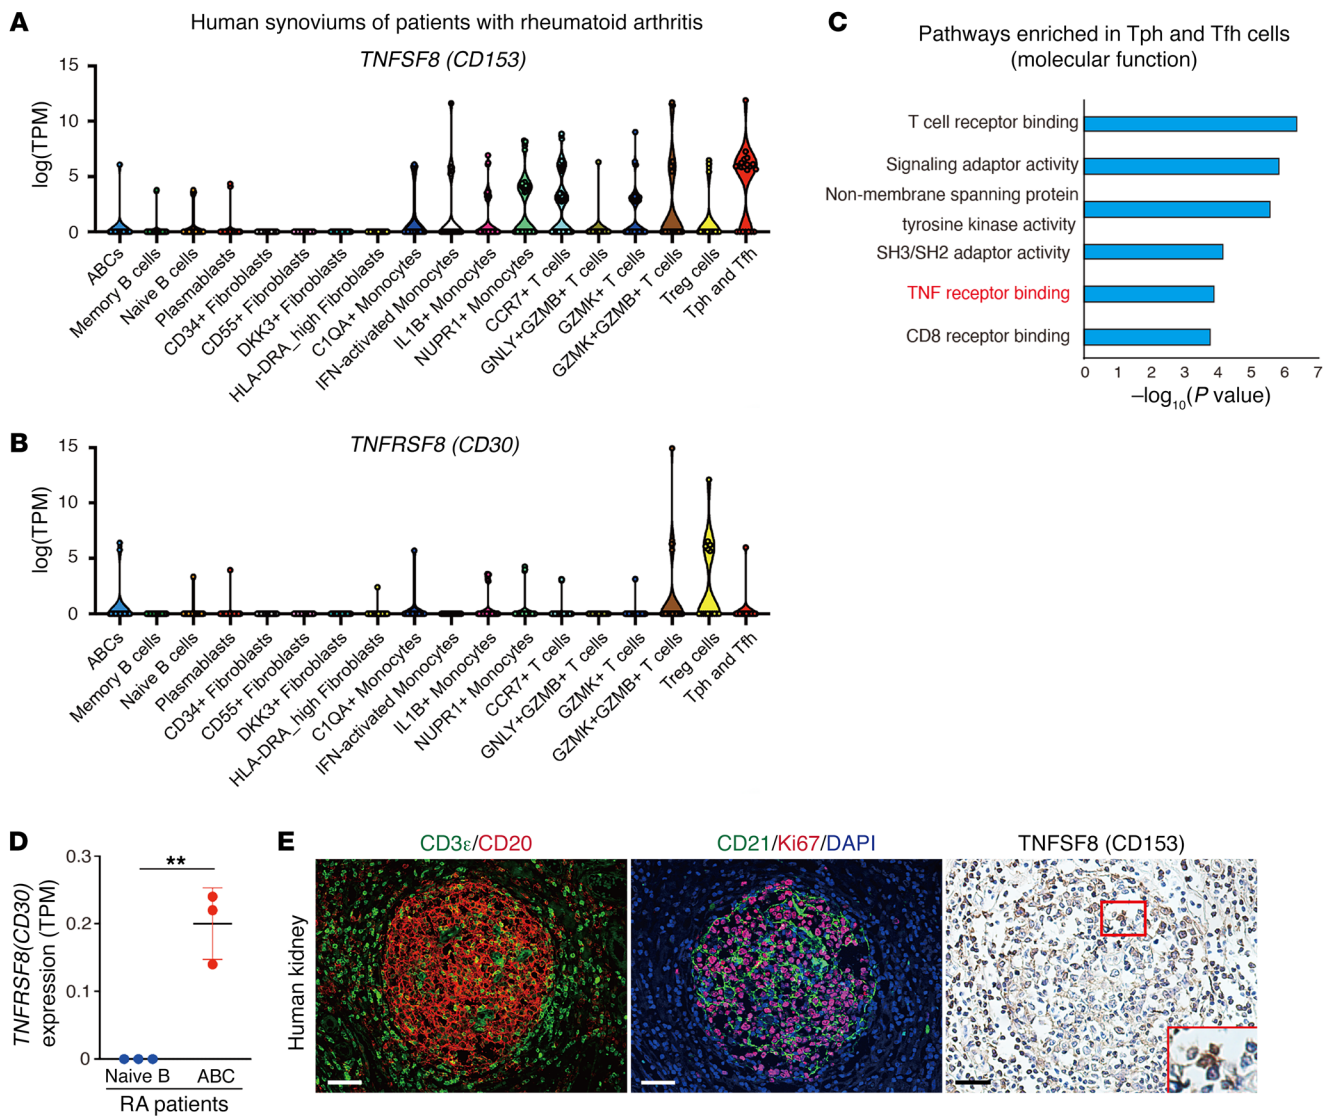 A
Human synoviums of patients with rheumatoid arthritis
TNFSF8 (CD153)
log(TPM)
15
10
5
0
ABCs
Memory B cells
Naive B cells
Plasmablasts
CD34+ Fibroblasts
CD55+ Fibroblasts
DKK3+ Fibroblasts
HLA-DRA_high Fibroblasts
C1QA+ Monocytes
IFN-activated Monocytes
IL1B+ Monocytes
NUPR1+ Monocytes
CCR7+ T cells
GNLY+GZMB+ T cells
GZMK+ T cells
GZMK+GZMB+ T cells
Treg cells
Tph and Tfh
B
TNFRSF8 (CD30)
log(TPM)
15
10
5
0
ABCs
Memory B cells
Naive B cells
Plasmablasts
CD34+ Fibroblasts
CD55+ Fibroblasts
DKK3+ Fibroblasts
HLA-DRA_high Fibroblasts
C1QA+ Monocytes
IFN-activated Monocytes
IL1B+ Monocytes
NUPR1+ Monocytes
CCR7+ T cells
GNLY+GZMB+ T cells
GZMK+ T cells
GZMK+GZMB+ T cells
Treg cells
Tph and Tfh
C
Pathways enriched in Tph and Tfh cells
(molecular function)
T cell receptor binding
Signaling adaptor activity
Non-membrane spanning protein
tyrosine kinase activity
SH3/SH2 adaptor activity
TNF receptor binding
CD8 receptor binding
0 1 2 3 4 5 6 7
–log10(P value)
D
TNFRSF8(CD30)
expression (TPM)
0.3
0.2
0.1
0
**
Naive B ABC
RA patients
E
CD3ε/CD20
CD21/Ki67/DAPI
TNFSF8 (CD153)
Human kidney